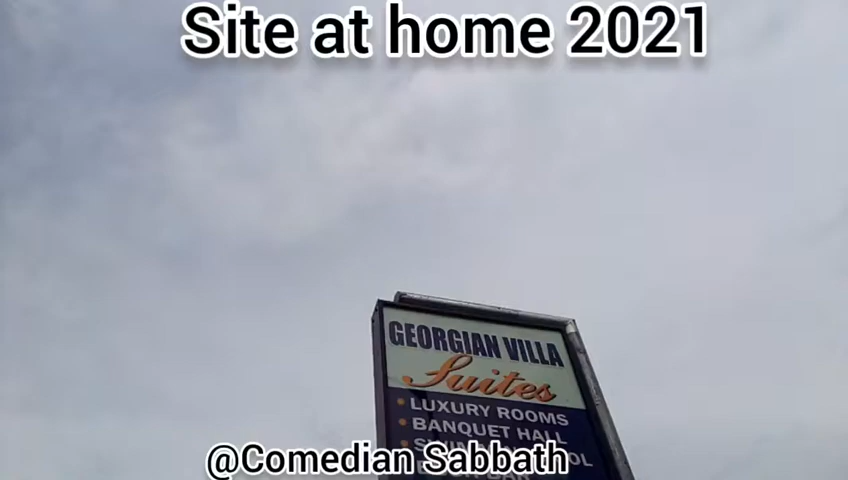 Site at home 2021
GEORGIAN VILLA
Suites
• LUXURY ROOMS
• BANQUET HALL
@Comedian Sabbath